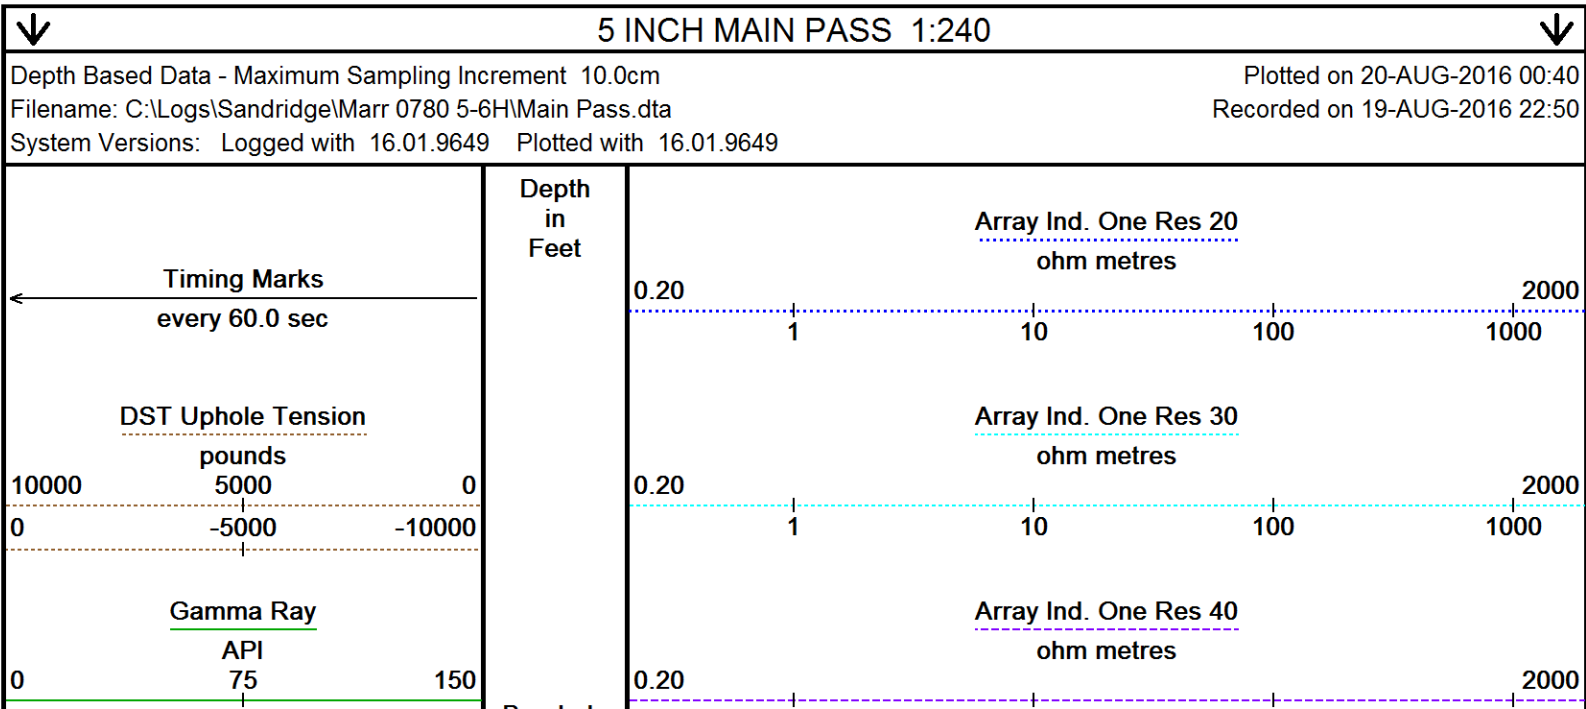 5 INCH MAIN PASS 1:240
Depth Based Data - Maximum Sampling Increment 10.0cm
Plotted on 20-AUG-2016 00:40
Filename: C:\Logs\Sandridge\Marr 0780 5-6H\Main Pass.dta
Recorded on 19-AUG-2016 22:50
System Versions: Logged with 16.01.9649 Plotted with 16.01.9649
Timing Marks
every 60.0 sec
DST Uphole Tension
pounds
10000 5000 0
0 -5000 -10000
Gamma Ray
API
0 75 150
Depth
in
Feet
Array Ind. One Res 20
ohm metres
0.20 2000
1 10 100 1000
Array Ind. One Res 30
ohm metres
0.20 2000
1 10 100 1000
Array Ind. One Res 40
ohm metres
0.20 2000